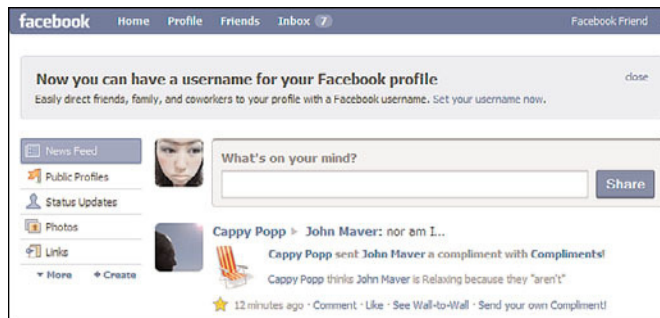 facebook Home Profile Friends Inbox 7 Facebook Friend
Now you can have a username for your Facebook profile close
Easily direct friends, family, and coworkers to your profile with a Facebook username. Set your username now.
News Feed
Public Profiles
Status Updates
Photos
Links
More Create
What's on your mind?
Share
Cappy Popp ▸ John Maver: nor am I...
Cappy Popp sent John Maver a compliment with Compliments!
Cappy Popp thinks John Maver is Relaxing because they "aren't"
12 minutes ago · Comment · Like · See Wall-to-Wall · Send your own Compliment!